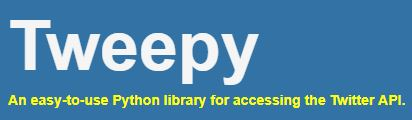 Tweepy
An easy-to-use Python library for accessing the Twitter API.